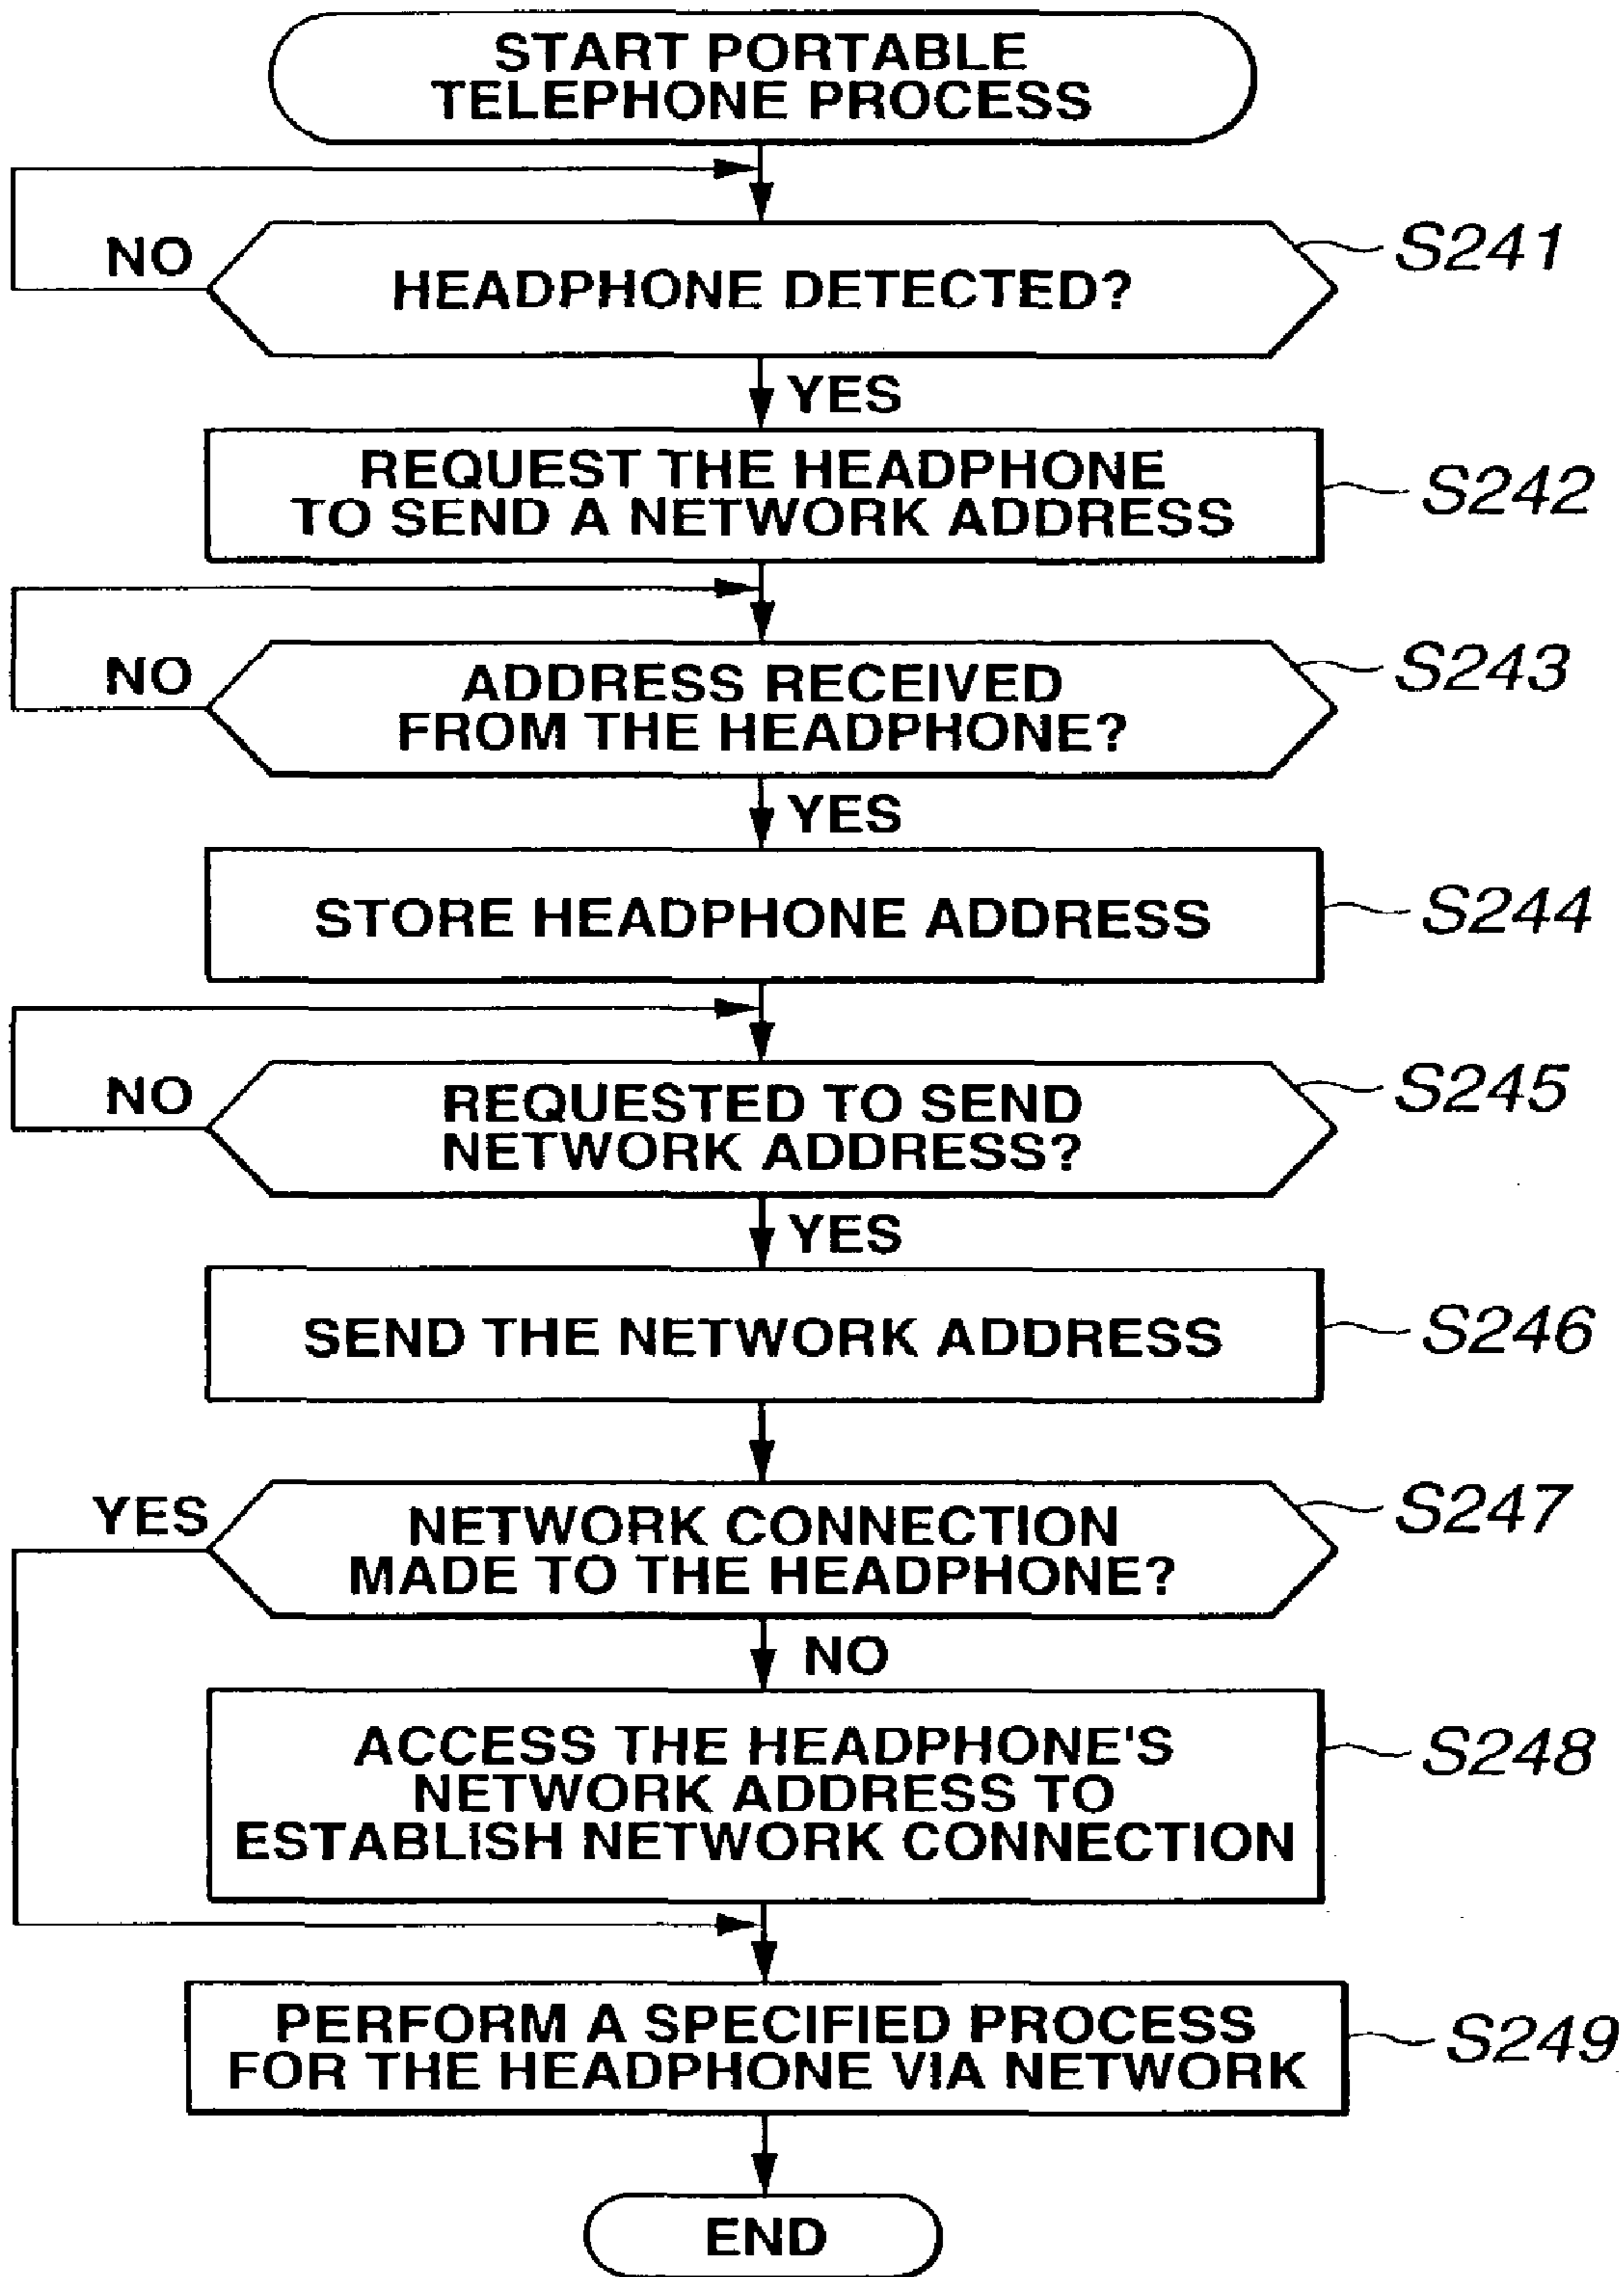 START PORTABLE
TELEPHONE PROCESS
NO
HEADPHONE DETECTED?
S241
YES
REQUEST THE HEADPHONE
TO SEND A NETWORK ADDRESS
S242
NO
ADDRESS RECEIVED
FROM THE HEADPHONE?
S243
YES
STORE HEADPHONE ADDRESS
S244
NO
REQUESTED TO SEND
NETWORK ADDRESS?
S245
YES
SEND THE NETWORK ADDRESS
S246
YES
NETWORK CONNECTION
MADE TO THE HEADPHONE?
S247
NO
ACCESS THE HEADPHONE'S
NETWORK ADDRESS TO
ESTABLISH NETWORK CONNECTION
S248
PERFORM A SPECIFIED PROCESS
FOR THE HEADPHONE VIA NETWORK
S249
END